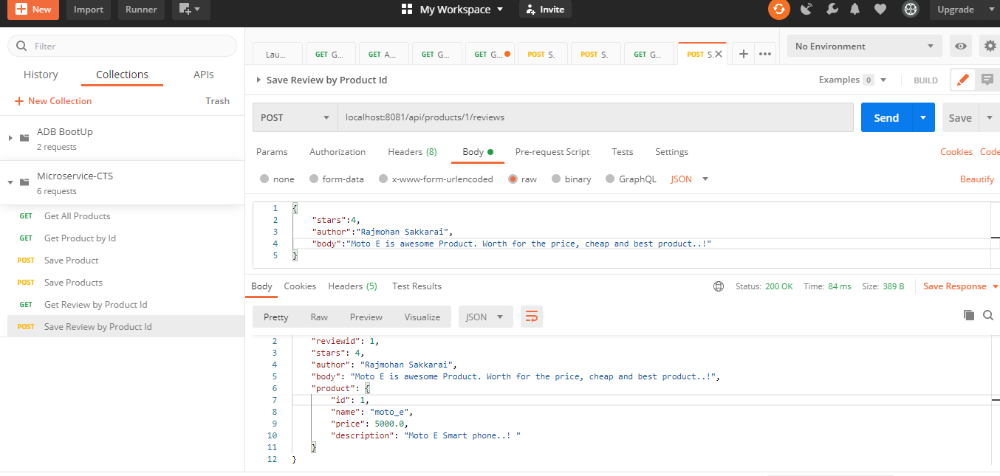 New Import Runner My Workspace Invite Upgrade
Filter
History Collections APIs
New Collection Trash
ADB BootUp
2 requests
Microservice-CTS
6 requests
GET Get All Products
GET Get Product by Id
POST Save Product
POST Save Products
GET Get Review by Product Id
POST Save Review by Product Id
Lau... GET G... GET A... GET G... GET G... POST S. POST S. GET G... POST S. No Environment
Save Review by Product Id Examples 0 BUILD
POST localhost:8081/api/products/1/reviews Send Save
Params Authorization Headers (8) Body Pre-request Script Tests Settings Cookies Code
none form-data x-www-form-urlencoded raw binary GraphQL JSON Beautify
1 {
2 "stars":4,
3 "author":"Rajmohan Sakkarai",
4 "body":"Moto E is awesome Product. Worth for the price, cheap and best product..!"
5 }
Body Cookies Headers (5) Test Results Status: 200 OK Time: 84 ms Size: 389 B Save Response
Pretty Raw Preview Visualize JSON
2 "reviewid": 1,
3 "stars": 4,
4 "author": "Rajmohan Sakkarai",
5 "body": "Moto E is awesome Product. Worth for the price, cheap and best product..!",
6 "product": {
7 "id": 1,
8 "name": "moto_e",
9 "price": 5000.0,
10 "description": "Moto E Smart phone..! "
11 }
12 }